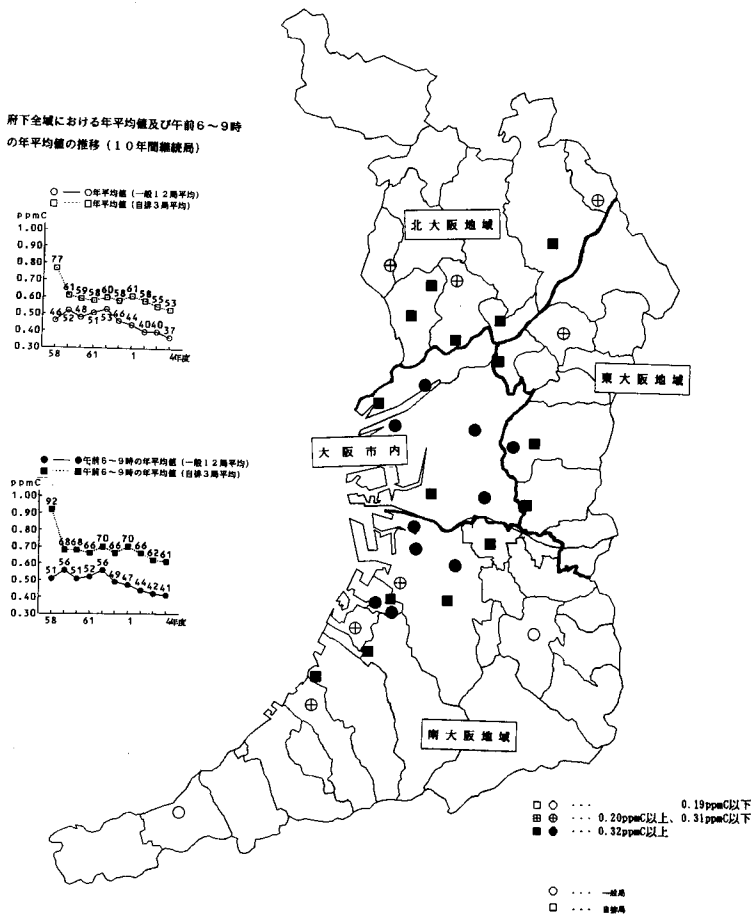 府下全域における年平均値及び午前6〜9時
の年平均値の推移(10年間継続局)
○——○年平均値(一般12局平均)
□……□年平均値(自排3局平均)
ppmC
1.00
0.90
0.80
0.70
0.60
0.50
0.40
0.30
77 61 59 58 60 58 61 58 55 53
46 52 48 51 53 46 44 40 40 37
58 61 1 4年度
●——●午前6〜9時の年平均値(一般12局平均)
■……■午前6〜9時の年平均値(自排3局平均)
ppmC
1.00
0.90
0.80
0.70
0.60
0.50
0.40
0.30
92 68 68 66 70 66 70 66 62 61
51 56 51 52 56 49 47 44 42 41
58 61 1 4年度
北大阪地域
東大阪地域
大阪市内
南大阪地域
□ ○ ··· 0.19ppmC以下
⊞ ⊕ ··· 0.20ppmC以上、0.31ppmC以下
■ ● ··· 0.32ppmC以上
○ ··· 一般局
□ ··· 自排局